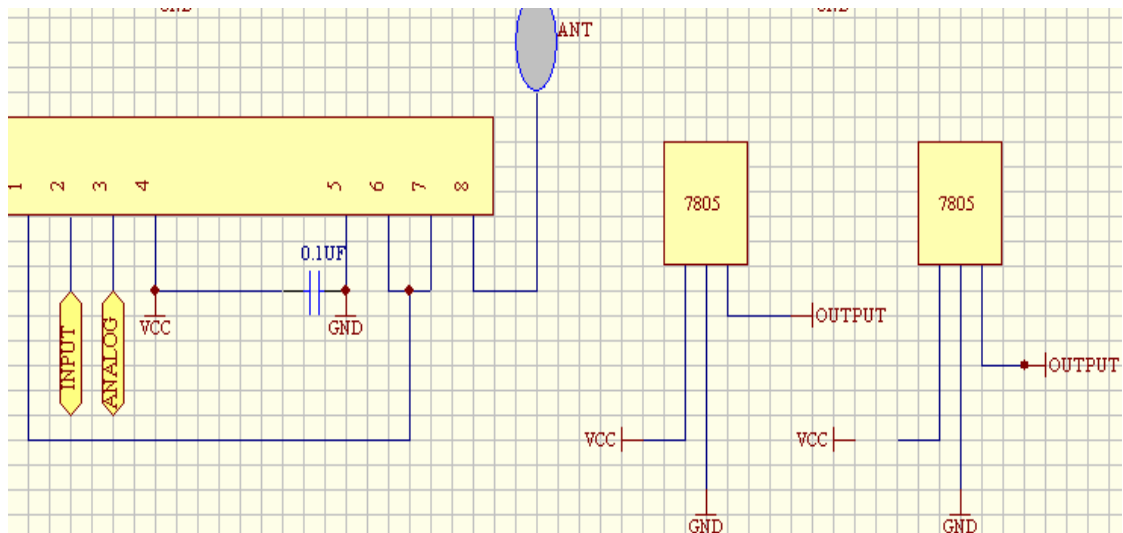 ANT
1 2 3 4 5 6 7 8
7805
7805
0.1UF
INPUT
ANALOG
VCC
GND
OUTPUT
OUTPUT
VCC
VCC
GND
GND